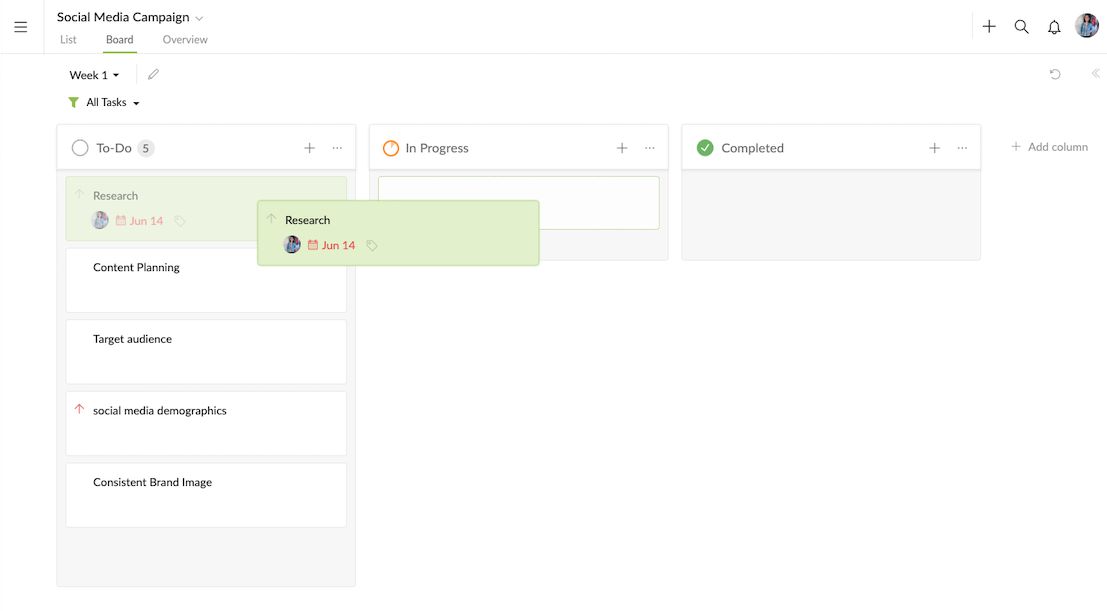 Social Media Campaign
List Board Overview
Week 1
All Tasks
To-Do 5
In Progress
Completed
Add column
Research
Jun 14
Research
Jun 14
Content Planning
Target audience
social media demographics
Consistent Brand Image